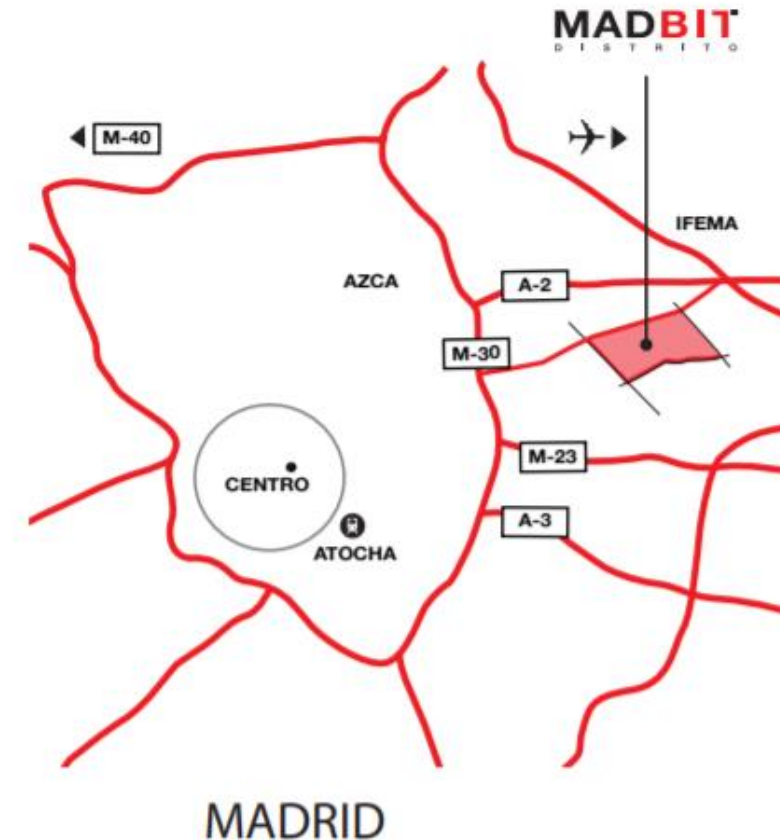 MADBIT
DISTRITO
M-40
IFEMA
AZCA
A-2
M-30
M-23
CENTRO
A-3
ATOCHA
MADRID